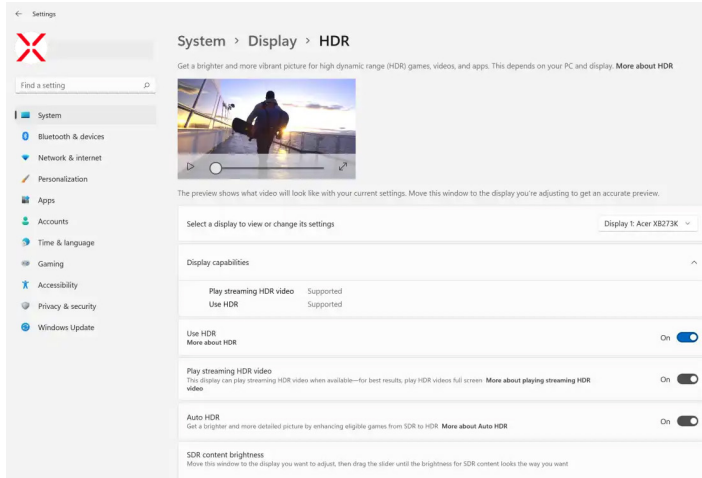 Settings
System > Display > HDR
Get a brighter and more vibrant picture for high dynamic range (HDR) games, videos, and apps. This depends on your PC and display. More about HDR
Find a setting
System
Bluetooth & devices
Network & internet
Personalization
Apps
Accounts
Time & language
Gaming
Accessibility
Privacy & security
Windows Update
The preview shows what video will look like with your current settings. Move this window to the display you're adjusting to get an accurate preview.
Select a display to view or change its settings
Display 1: Acer XB273K
Display capabilities
Play streaming HDR video Supported
Use HDR Supported
Use HDR
More about HDR
On
Play streaming HDR video
This display can play streaming HDR video when available—for best results, play HDR videos full screen More about playing streaming HDR
video
On
Auto HDR
Get a brighter and more detailed picture by enhancing eligible games from SDR to HDR More about Auto HDR
On
SDR content brightness
Move this window to the display you want to adjust, then drag the slider until the brightness for SDR content looks the way you want